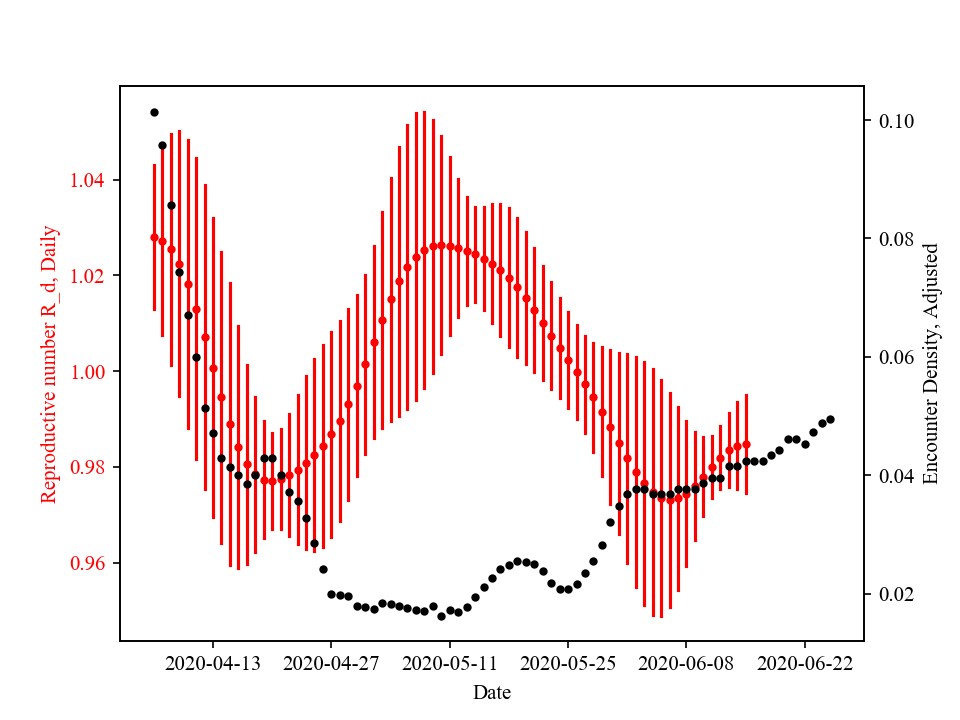 Reproductive number R_d, Daily
1.04
1.02
1.00
0.98
0.96
0.10
0.08
0.06
0.04
0.02
Encounter Density, Adjusted
2020-04-13 2020-04-27 2020-05-11 2020-05-25 2020-06-08 2020-06-22
Date